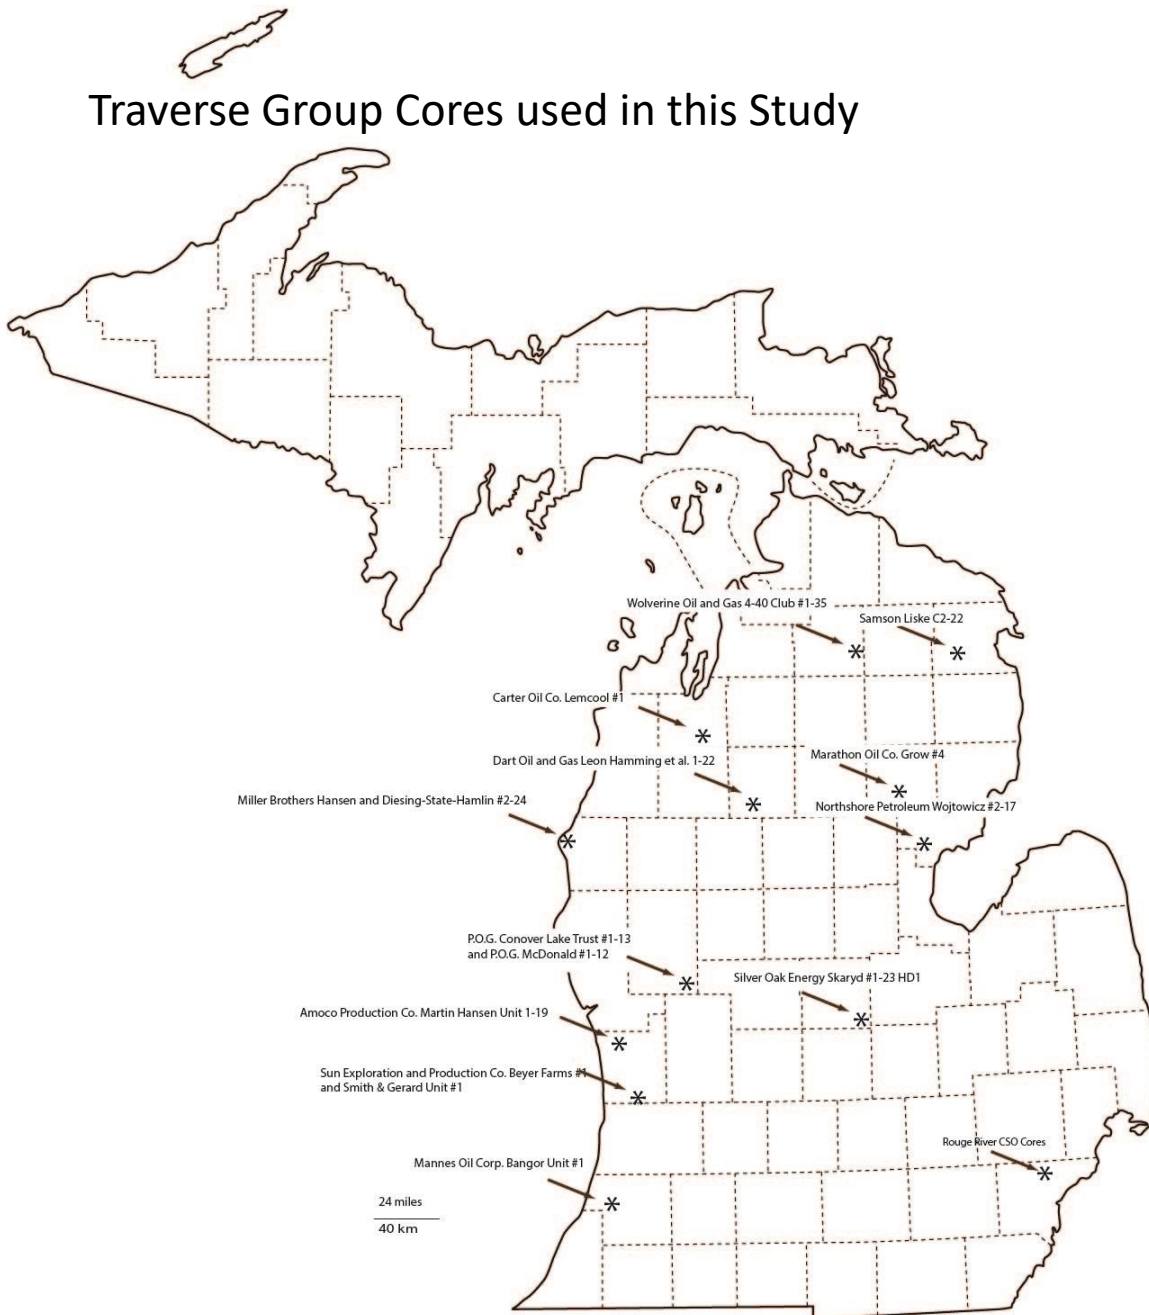 Traverse Group Cores used in this Study
Wolverine Oil and Gas 4-40 Club #1-35
Samson Liske C2-22
Carter Oil Co. Lemcool #1
Dart Oil and Gas Leon Hamming et al. 1-22
Marathon Oil Co. Grow #4
Miller Brothers Hansen and Diesing-State-Hamlin #2-24
Northshore Petroleum Wojtowicz #2-17
P.O.G. Conover Lake Trust #1-13
and P.O.G. McDonald #1-12
Silver Oak Energy Skaryd #1-23 HD1
Amoco Production Co. Martin Hansen Unit 1-19
Sun Exploration and Production Co. Beyer Farms #1
and Smith & Gerard Unit #1
Rouge River CSO Cores
Mannes Oil Corp. Bangor Unit #1
24 miles
40 km